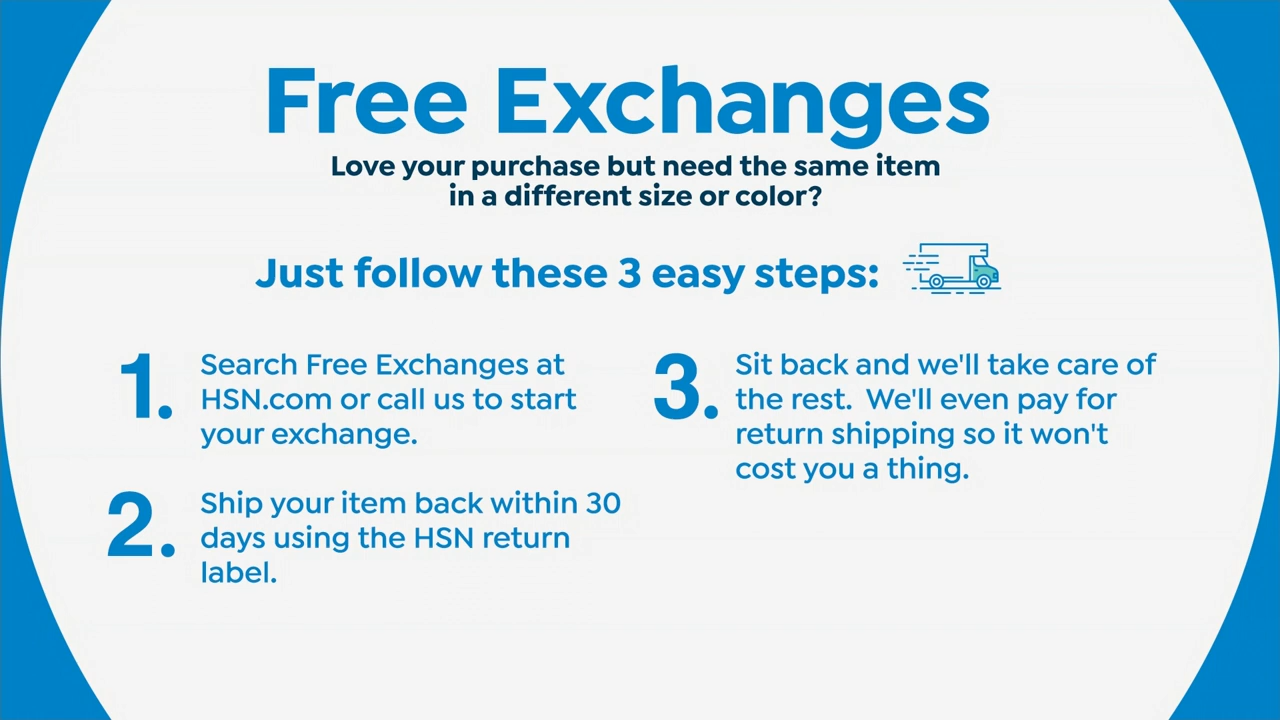 Free Exchanges
Love your purchase but need the same item
in a different size or color?
Just follow these 3 easy steps:
1. Search Free Exchanges at
HSN.com or call us to start
your exchange.
2. Ship your item back within 30
days using the HSN return
label.
3. Sit back and we'll take care of
the rest.  We'll even pay for
return shipping so it won't
cost you a thing.